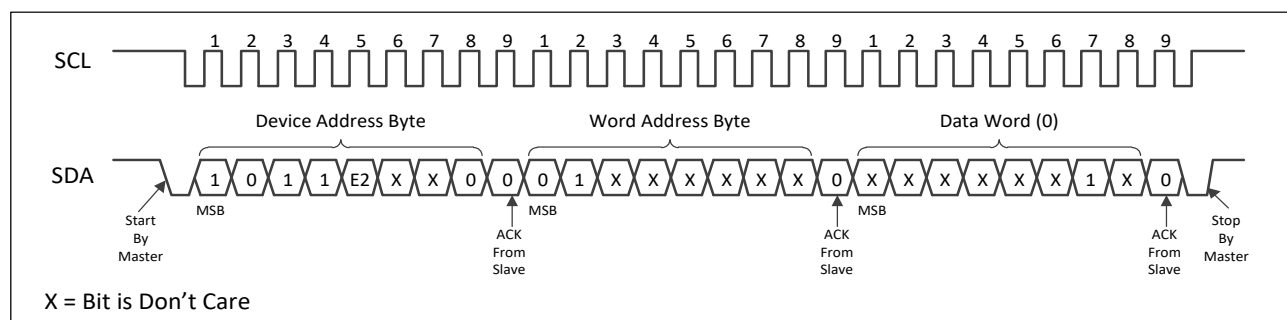 1 2 3 4 5 6 7 8 9 1 2 3 4 5 6 7 8 9 1 2 3 4 5 6 7 8 9
SCL
Device Address Byte Word Address Byte Data Word (0)
SDA 1 0 1 1 E2 X X 0 0 0 1 X X X X X X 0 X X X X X X 1 X 0
MSB MSB MSB
Start
By
Master
ACK
From
Slave
ACK
From
Slave
ACK
From
Slave
Stop
By
Master
X = Bit is Don’t Care